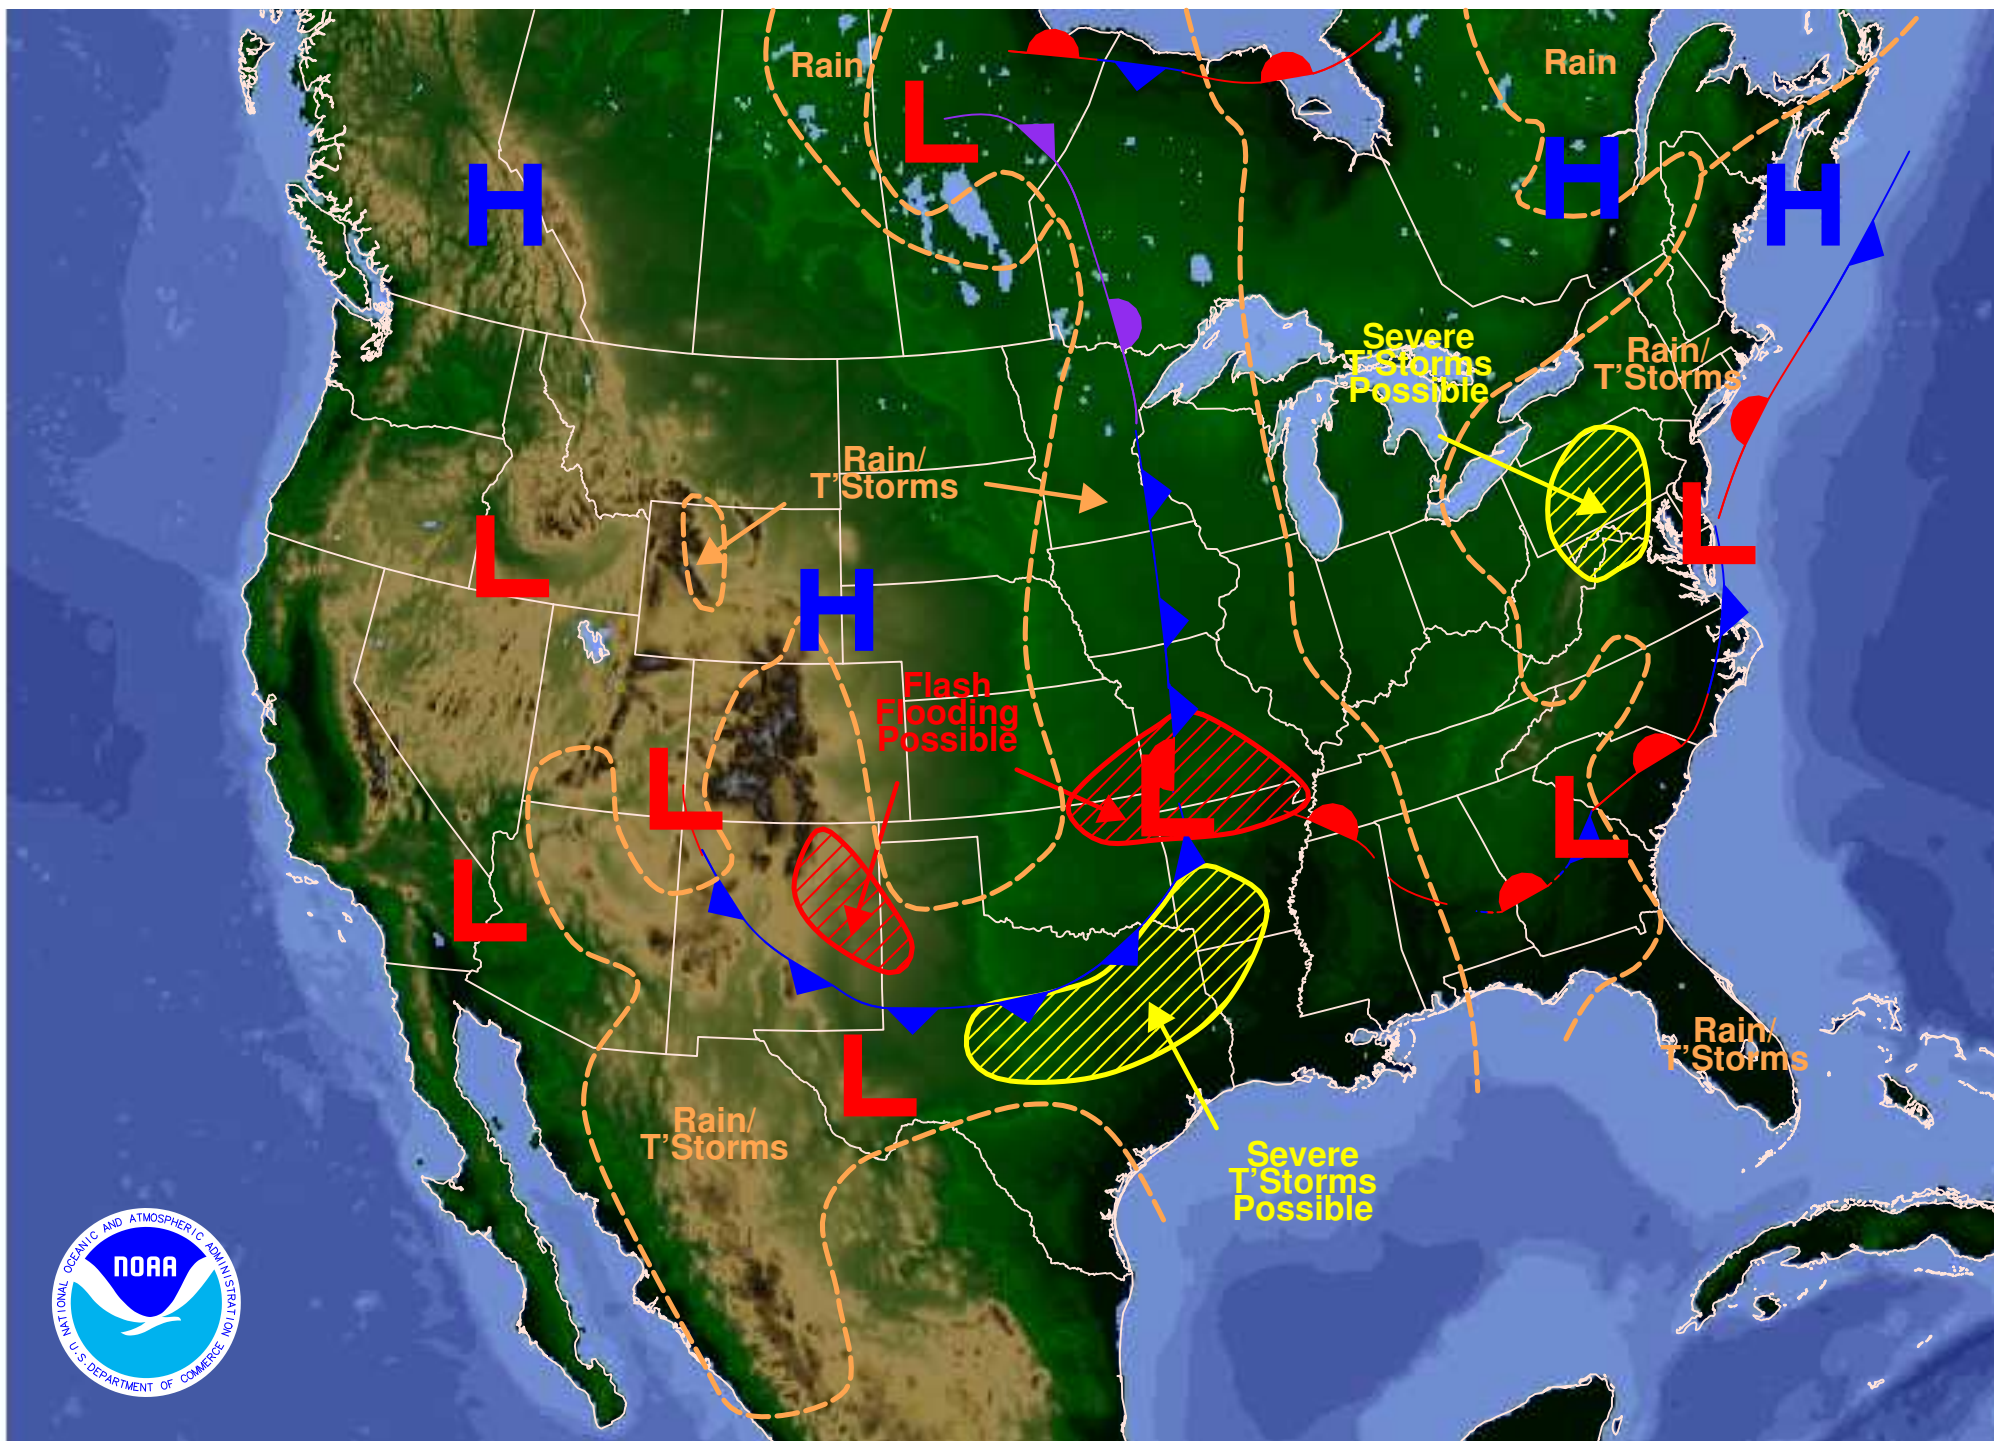 Rain
L
Rain
H
H
H
Severe
T'Storms
Possible
Rain/
T'Storms
Rain/
T'Storms
L
L
H
Flash
Flooding
Possible
L
L
L
L
Rain/
T'Storms
L
Rain/
T'Storms
Severe
T'Storms
Possible
NATIONAL OCEANIC AND ATMOSPHERIC ADMINISTRATION
NOAA
U.S. DEPARTMENT OF COMMERCE